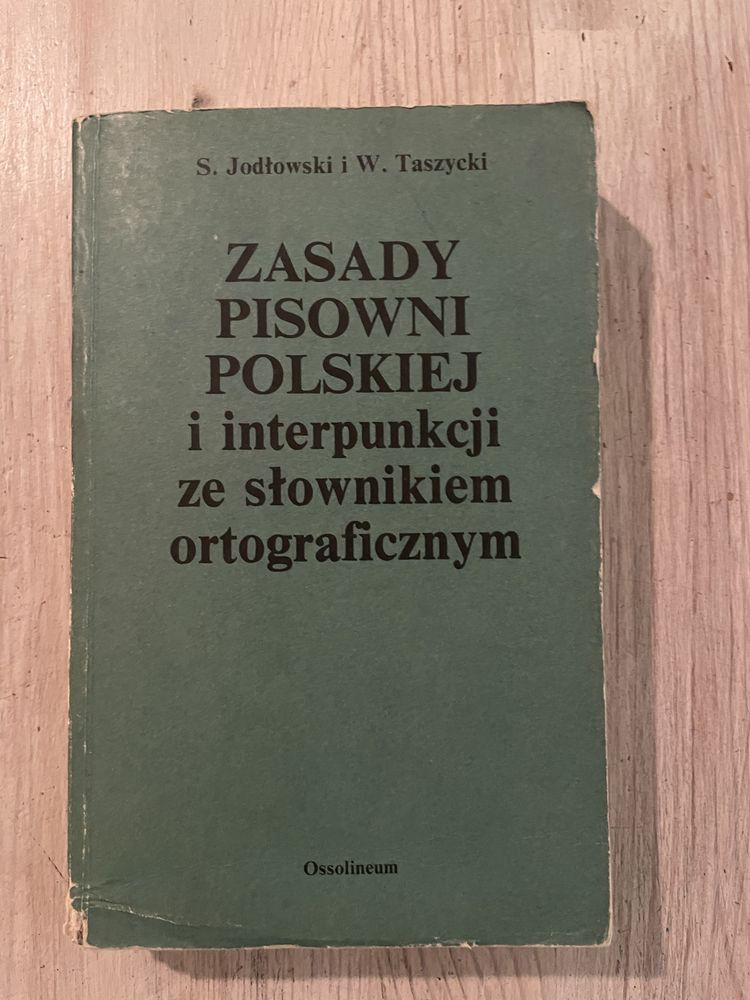 S. Jodłowski i W. Taszycki
ZASADY
PISOWNI
POLSKIEJ
i interpunkcji
ze słownikiem
ortograficznym
Ossolineum